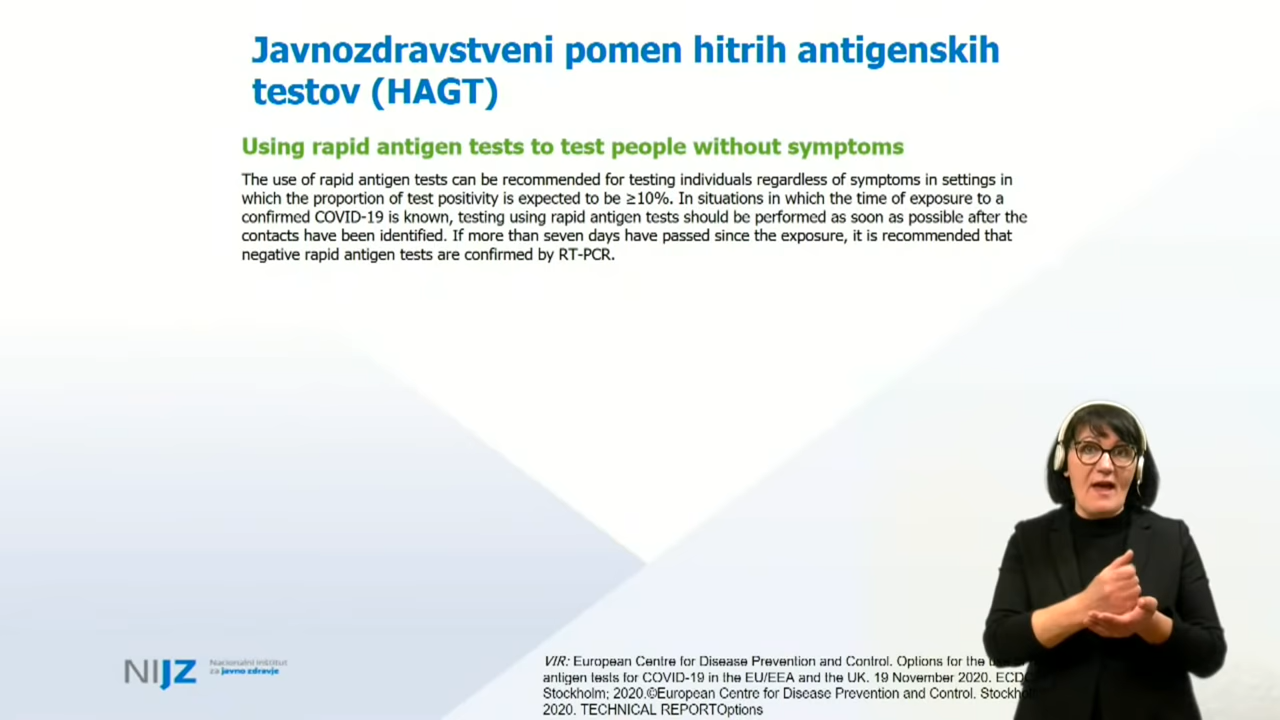 Javnozdravstveni pomen hitrih antigenskih
testov (HAGT)
Using rapid antigen tests to test people without symptoms
The use of rapid antigen tests can be recommended for testing individuals regardless of symptoms in settings in
which the proportion of test positivity is expected to be ≥10%. In situations in which the time of exposure to a
confirmed COVID-19 is known, testing using rapid antigen tests should be performed as soon as possible after the
contacts have been identified. If more than seven days have passed since the exposure, it is recommended that
negative rapid antigen tests are confirmed by RT-PCR.
NIJZ
Nacionalni inštitut
za javno zdravje
VIR: European Centre for Disease Prevention and Control. Options for the
antigen tests for COVID-19 in the EU/EEA and the UK. 19 November 2020.
Stockholm; 2020.©European Centre for Disease Prevention and Control.
2020. TECHNICAL REPORTOptions